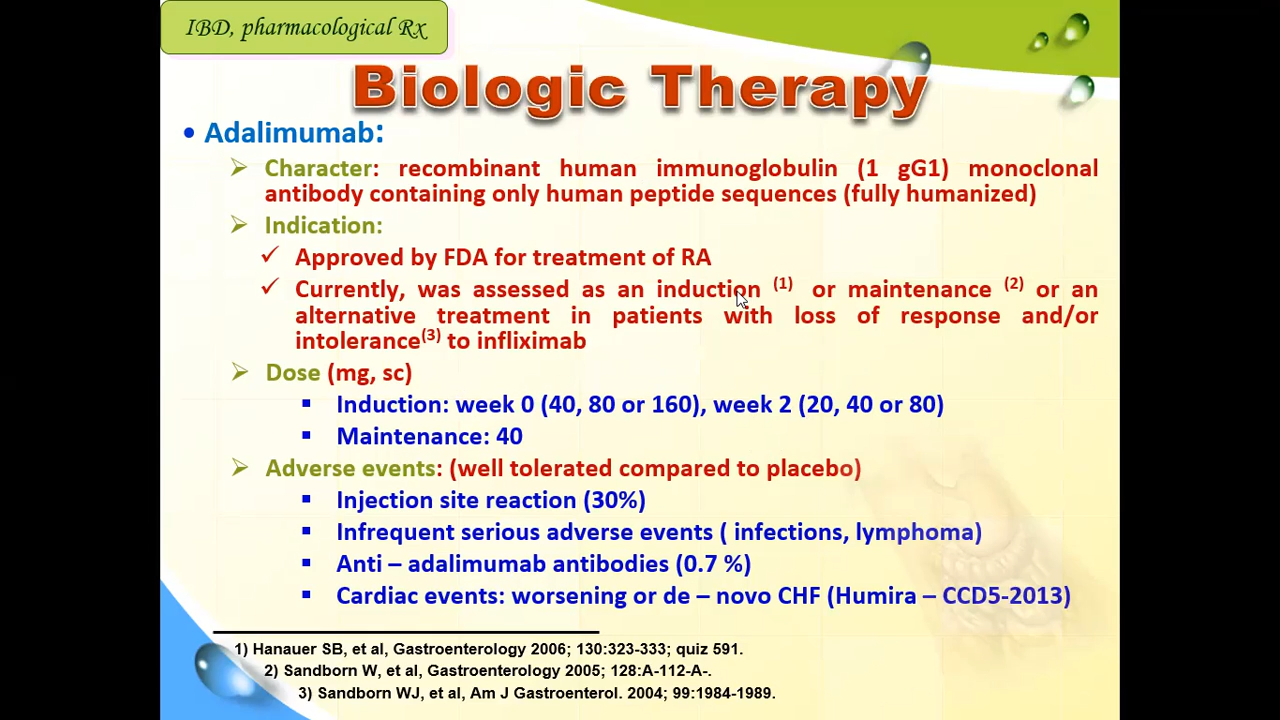 IBD, pharmacological Rx
Biologic Therapy
• Adalimumab:
Character: recombinant human immunoglobulin (1 gG1) monoclonal
antibody containing only human peptide sequences (fully humanized)
Indication:
✓ Approved by FDA for treatment of RA
✓ Currently, was assessed as an induction (1) or maintenance (2) or an
alternative treatment in patients with loss of response and/or
intolerance(3) to infliximab
Dose (mg, sc)
▪ Induction: week 0 (40, 80 or 160), week 2 (20, 40 or 80)
▪ Maintenance: 40
Adverse events: (well tolerated compared to placebo)
▪ Injection site reaction (30%)
▪ Infrequent serious adverse events ( infections, lymphoma)
▪ Anti – adalimumab antibodies (0.7 %)
▪ Cardiac events: worsening or de – novo CHF (Humira – CCD5-2013)
1) Hanauer SB, et al, Gastroenterology 2006; 130:323-333; quiz 591.
2) Sandborn W, et al, Gastroenterology 2005; 128:A-112-A-.
3) Sandborn WJ, et al, Am J Gastroenterol. 2004; 99:1984-1989.